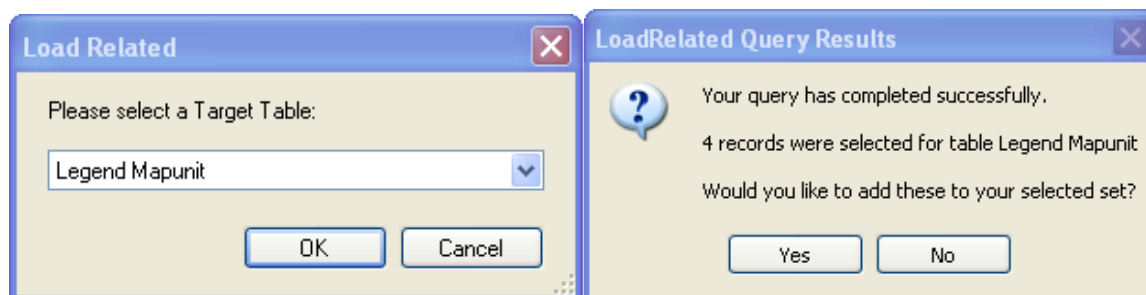 Load Related
Please select a Target Table:
Legend Mapunit
OK
Cancel
LoadRelated Query Results
Your query has completed successfully.
4 records were selected for table Legend Mapunit
Would you like to add these to your selected set?
Yes
No